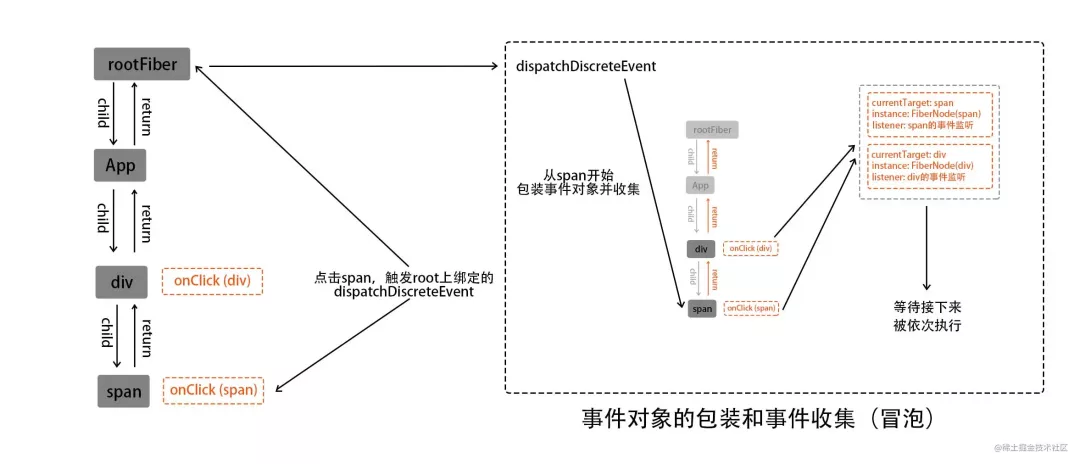 rootFiber
child
return
App
child
return
div
onClick (div)
child
return
span
onClick (span)
点击span，触发root上绑定的
dispatchDiscreteEvent
dispatchDiscreteEvent
从span开始
包装事件对象并收集
rootFiber
child
return
App
child
return
div
onClick (div)
child
return
span
onClick (span)
currentTarget: span
instance: FiberNode(span)
listener: span的事件监听
currentTarget: div
instance: FiberNode(div)
listener: div的事件监听
等待接下来
被依次执行
事件对象的包装和事件收集（冒泡）
@稀土掘金技术社区